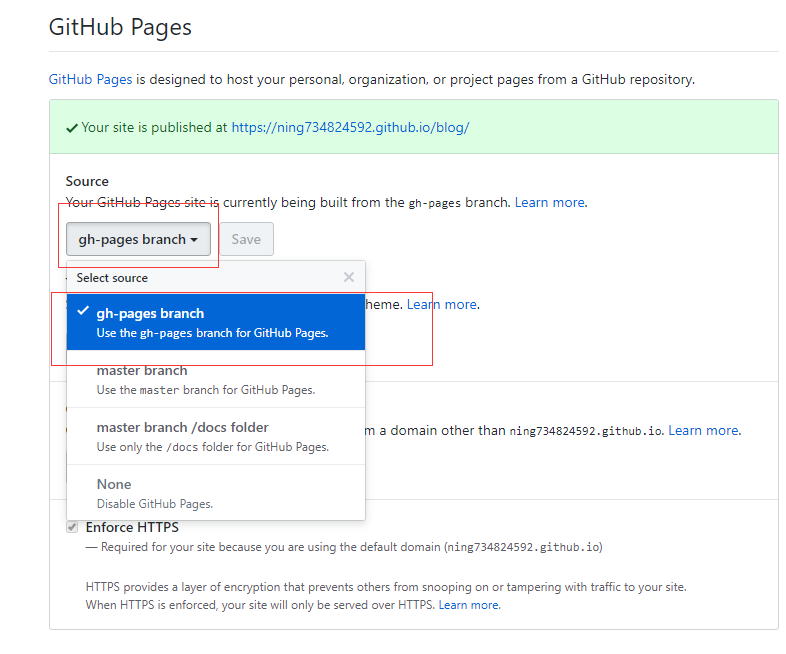 GitHub Pages
GitHub Pages is designed to host your personal, organization, or project pages from a GitHub repository.
Your site is published at https://ning734824592.github.io/blog/
Source
Your GitHub Pages site is currently being built from the gh-pages branch. Learn more.
gh-pages branch
Save
Select source
gh-pages branch
heme. Learn more.
Use the gh-pages branch for GitHub Pages.
master branch
Use the master branch for GitHub Pages.
master branch /docs folder
m a domain other than ning734824592.github.io. Learn more.
Use only the /docs folder for GitHub Pages.
None
Disable GitHub Pages.
Enforce HTTPS
— Required for your site because you are using the default domain (ning734824592.github.io)
HTTPS provides a layer of encryption that prevents others from snooping on or tampering with traffic to your site.
When HTTPS is enforced, your site will only be served over HTTPS. Learn more.